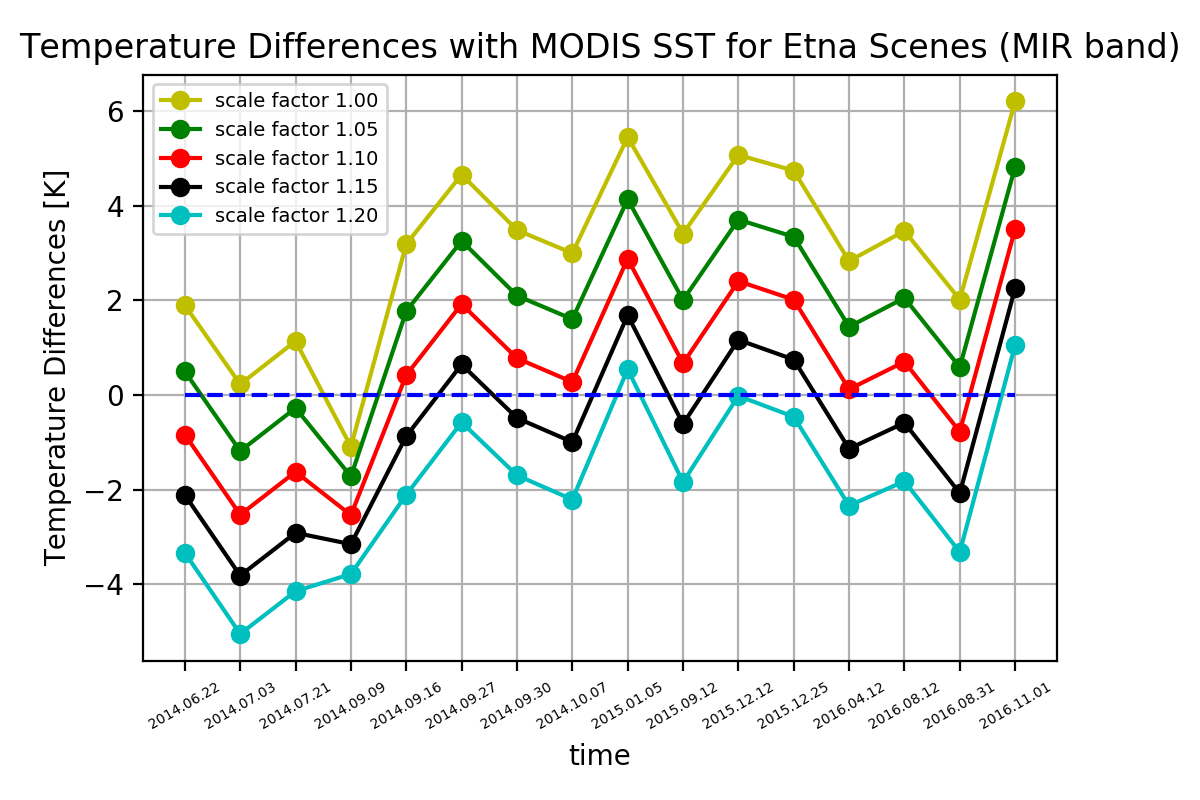 Temperature Differences with MODIS SST for Etna Scenes (MIR band)
scale factor 1.00
scale factor 1.05
scale factor 1.10
scale factor 1.15
scale factor 1.20
Temperature Differences [K]
6
4
2
0
−2
−4
2014.06.22
2014.07.03
2014.07.21
2014.09.09
2014.09.16
2014.09.27
2014.09.30
2014.10.07
2015.01.05
2015.09.12
2015.12.12
2015.12.25
2016.04.12
2016.08.12
2016.08.31
2016.11.01
time